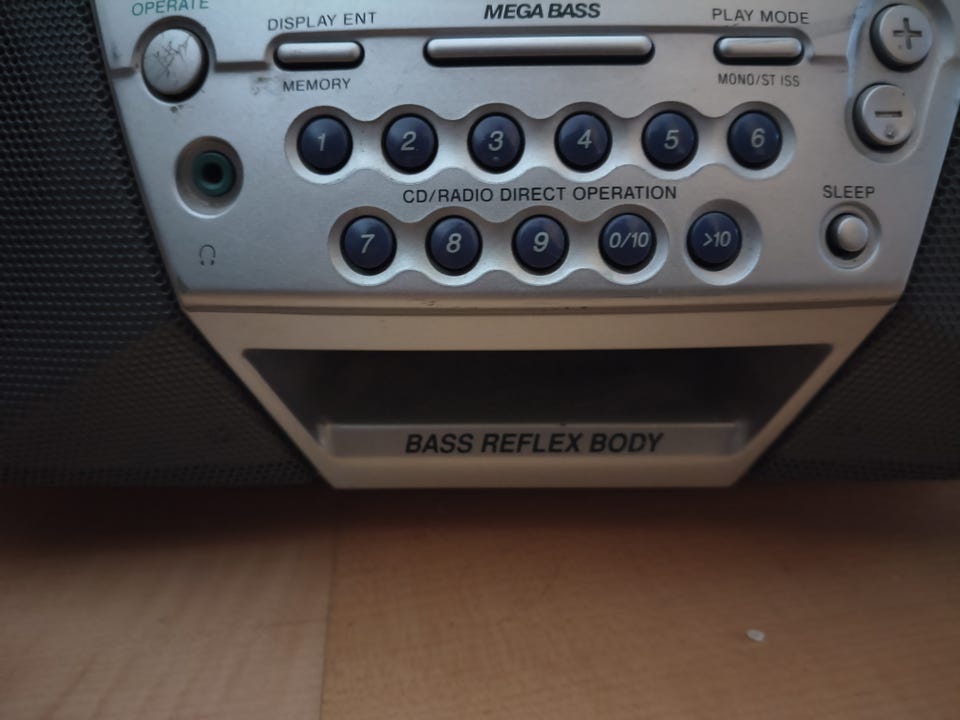 OPERATE
DISPLAY ENT
MEGA BASS
PLAY MODE
MEMORY
MONO/ST ISS
+
−
1 2 3 4 5 6
CD/RADIO DIRECT OPERATION
SLEEP
7 8 9 0/10 >10
BASS REFLEX BODY